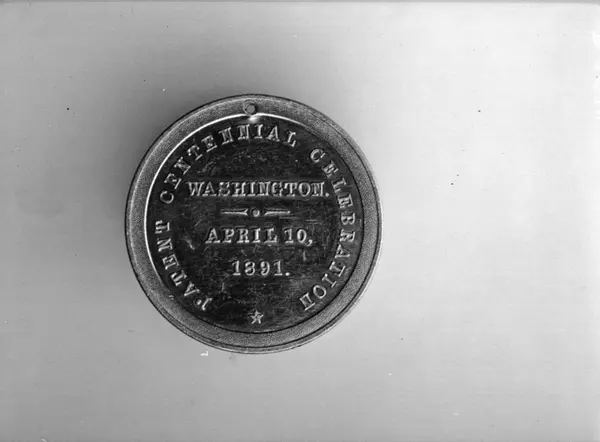 PATENT CENTENNIAL CELEBRATION
WASHINGTON.
APRIL 10,
1891.